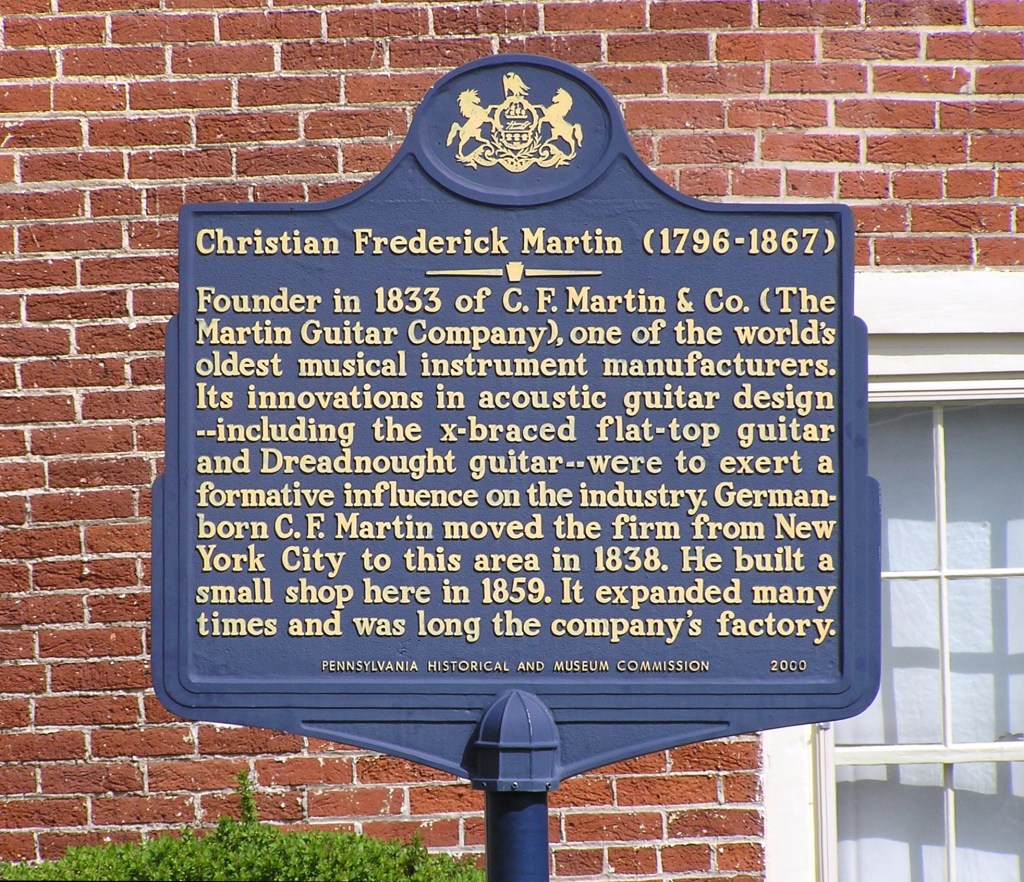 Christian Frederick Martin (1796-1867)
Founder in 1833 of C. F. Martin & Co. (The
Martin Guitar Company), one of the world's
oldest musical instrument manufacturers.
Its innovations in acoustic guitar design
--including the x-braced flat-top guitar
and Dreadnought guitar--were to exert a
formative influence on the industry. German-
born C. F. Martin moved the firm from New
York City to this area in 1838. He built a
small shop here in 1859. It expanded many
times and was long the company's factory.
PENNSYLVANIA HISTORICAL AND MUSEUM COMMISSION 2000